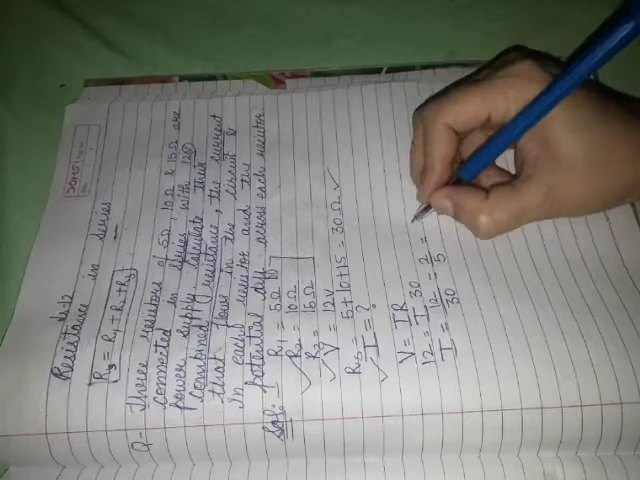 Resistance in series
Rs = R1 + R2 + R3
Q- Three resistors of 5Ω, 10Ω & 15Ω are
connected in series with 12V
power supply. Calculate their
combined resistance, the current
that flows in the circuit &
in each resistor and the
potential diff across each resistor.
Sol:- R1 = 5Ω
R2 = 10Ω
R3 = 15Ω
V = 12V
Rs = 5+10+15 = 30Ω
I = ?
V = IR
12 = I 30
I = 12/30 = 2/5 =